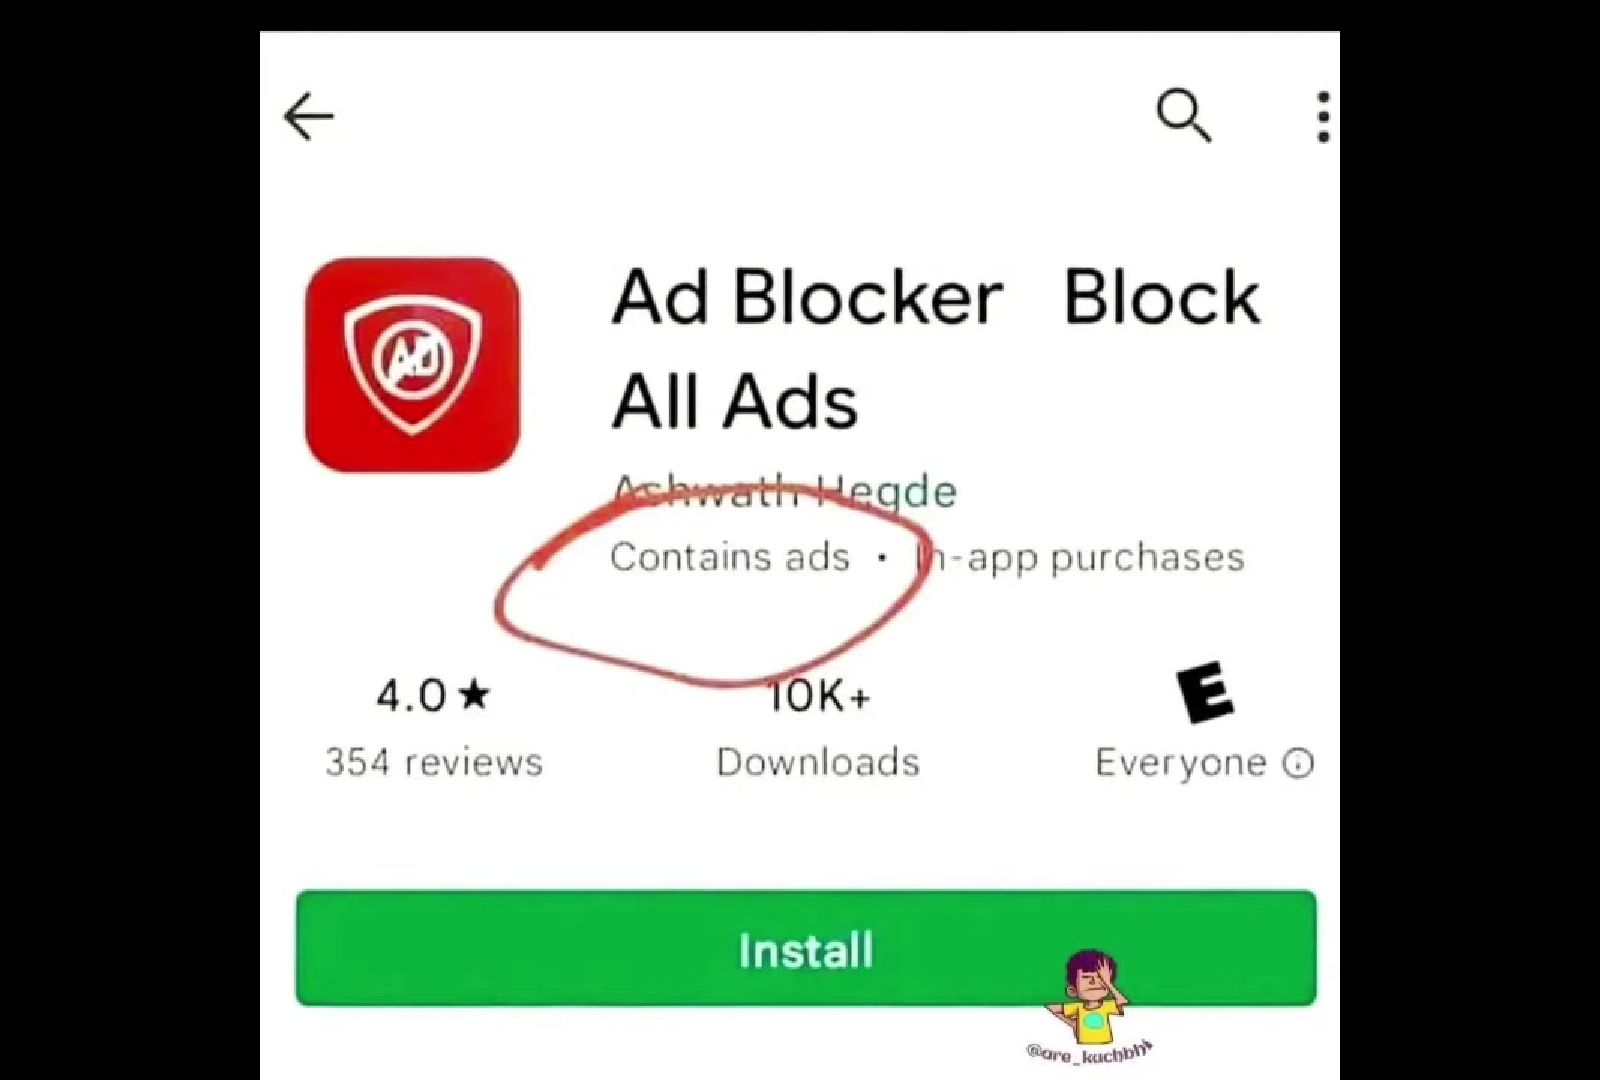 AD
Ad Blocker Block
All Ads
Ashwath Hegde
Contains ads • In-app purchases
4.0★ 10K+ E
354 reviews Downloads Everyone
Install
@are_kuchbhi